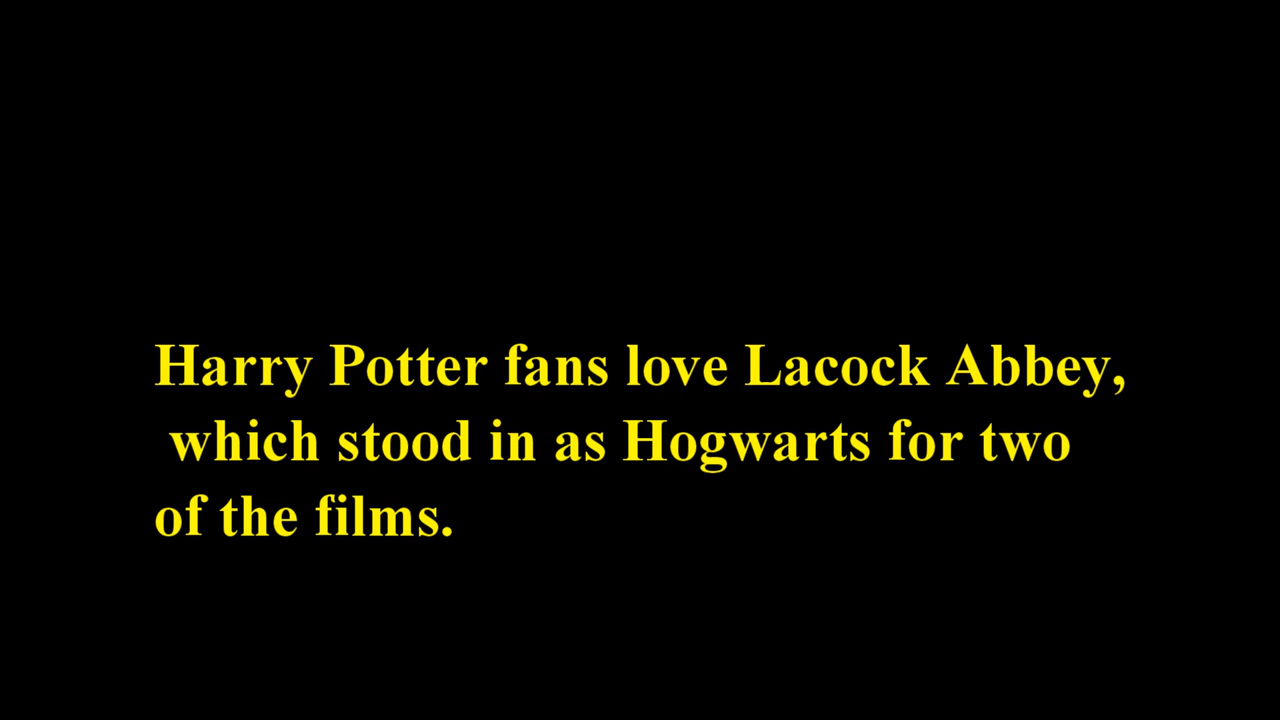 Harry Potter fans love Lacock Abbey,
which stood in as Hogwarts for two
of the films.